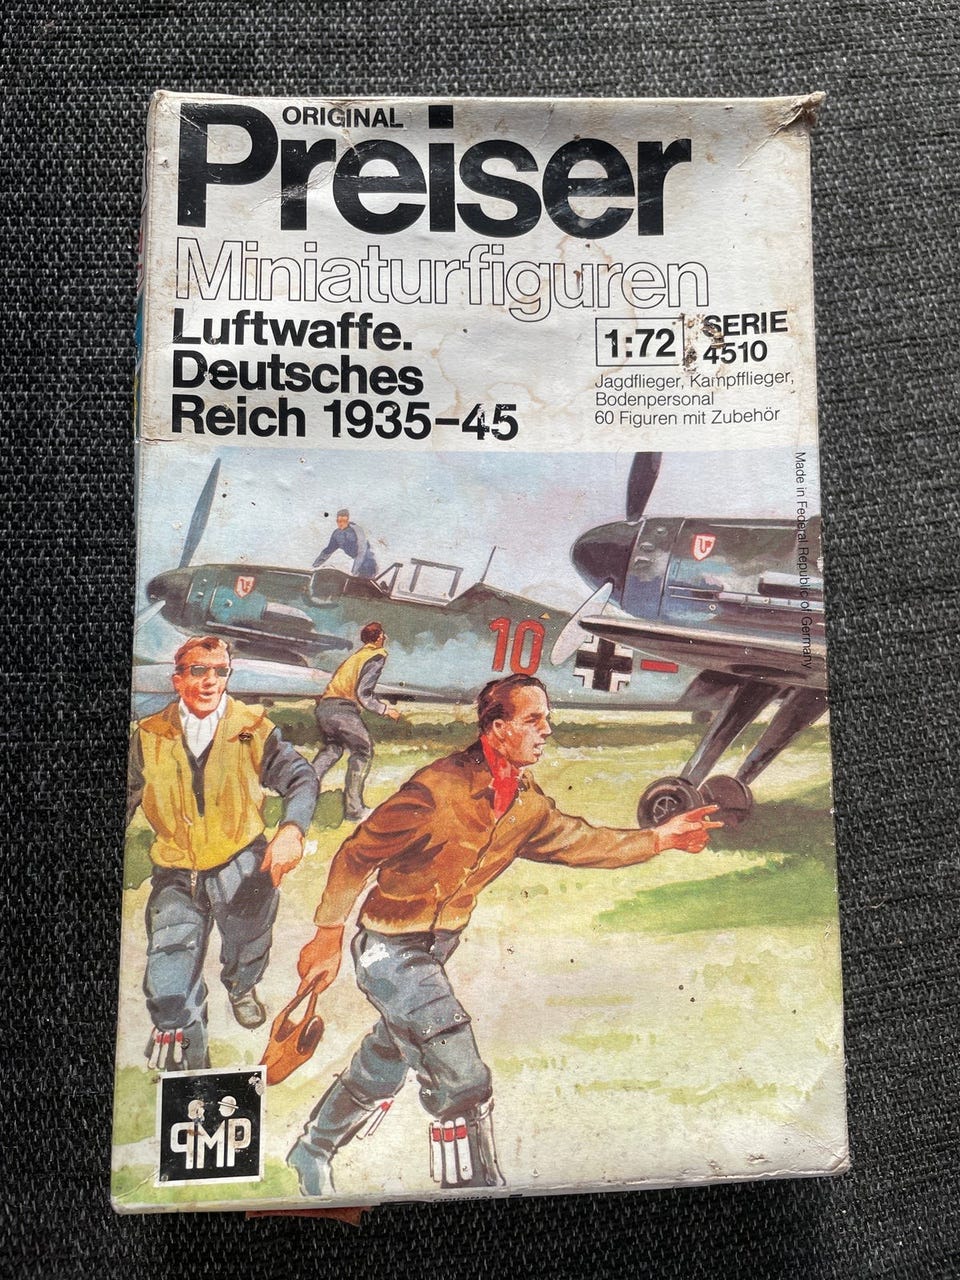 ORIGINAL
Preiser
Miniaturfiguren
Luftwaffe.
Deutsches
Reich 1935-45
1:72
SERIE
4510
Jagdflieger, Kampfflieger,
Bodenpersonal
60 Figuren mit Zubehör
Made in Federal Republic of Germany
10
PMP